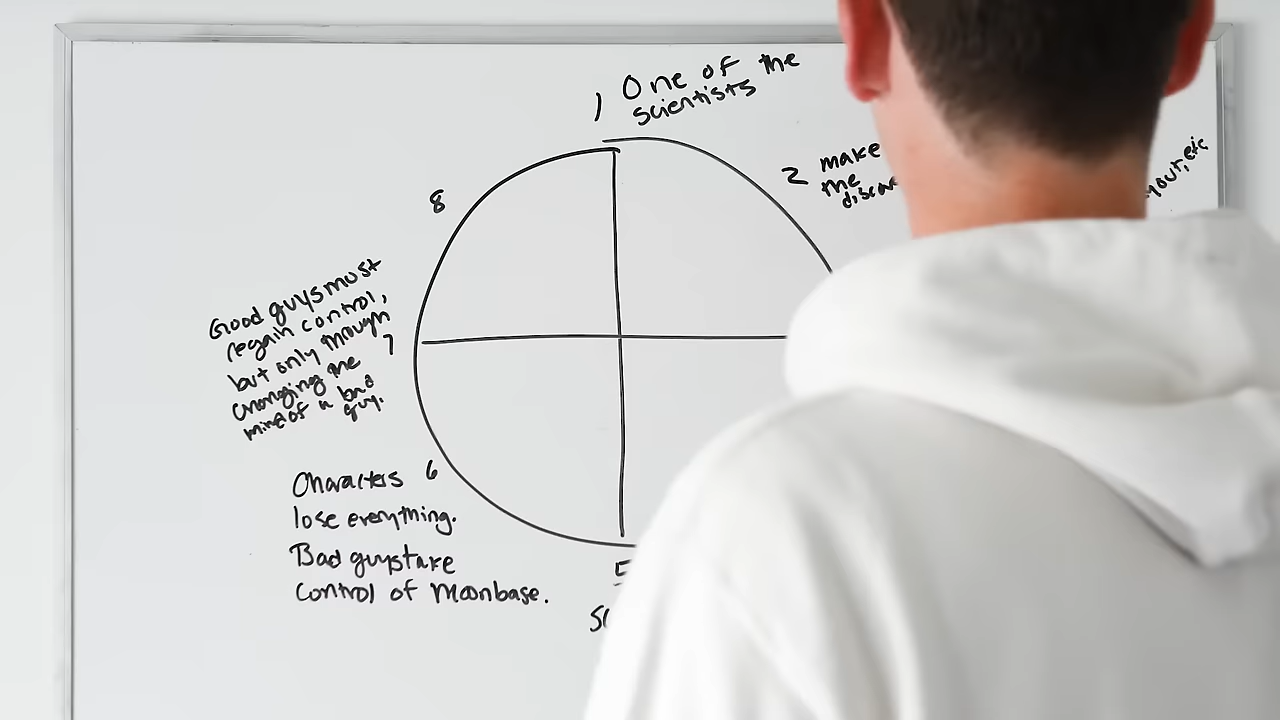 1 One of the
scientists
2 make
the
8
Good guys must
regain control,
but only through
7
changing the
mind of a bad
guy.
Characters 6
lose everything.
Bad guys take
control of Moonbase.
5